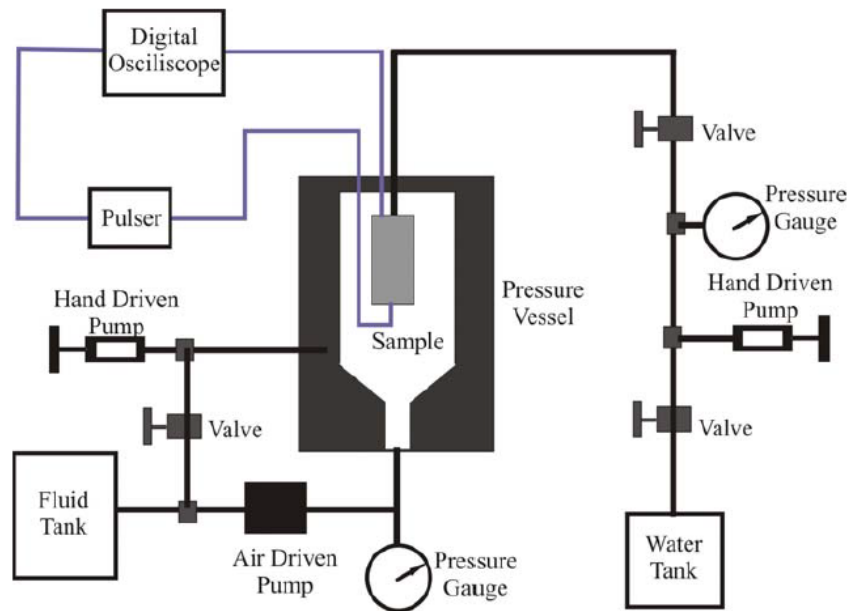 Digital
Osciliscope
Pulser
Valve
Pressure
Gauge
Hand Driven
Pump
Pressure
Vessel
Hand Driven
Pump
Sample
Valve
Valve
Fluid
Tank
Air Driven
Pump
Pressure
Gauge
Water
Tank